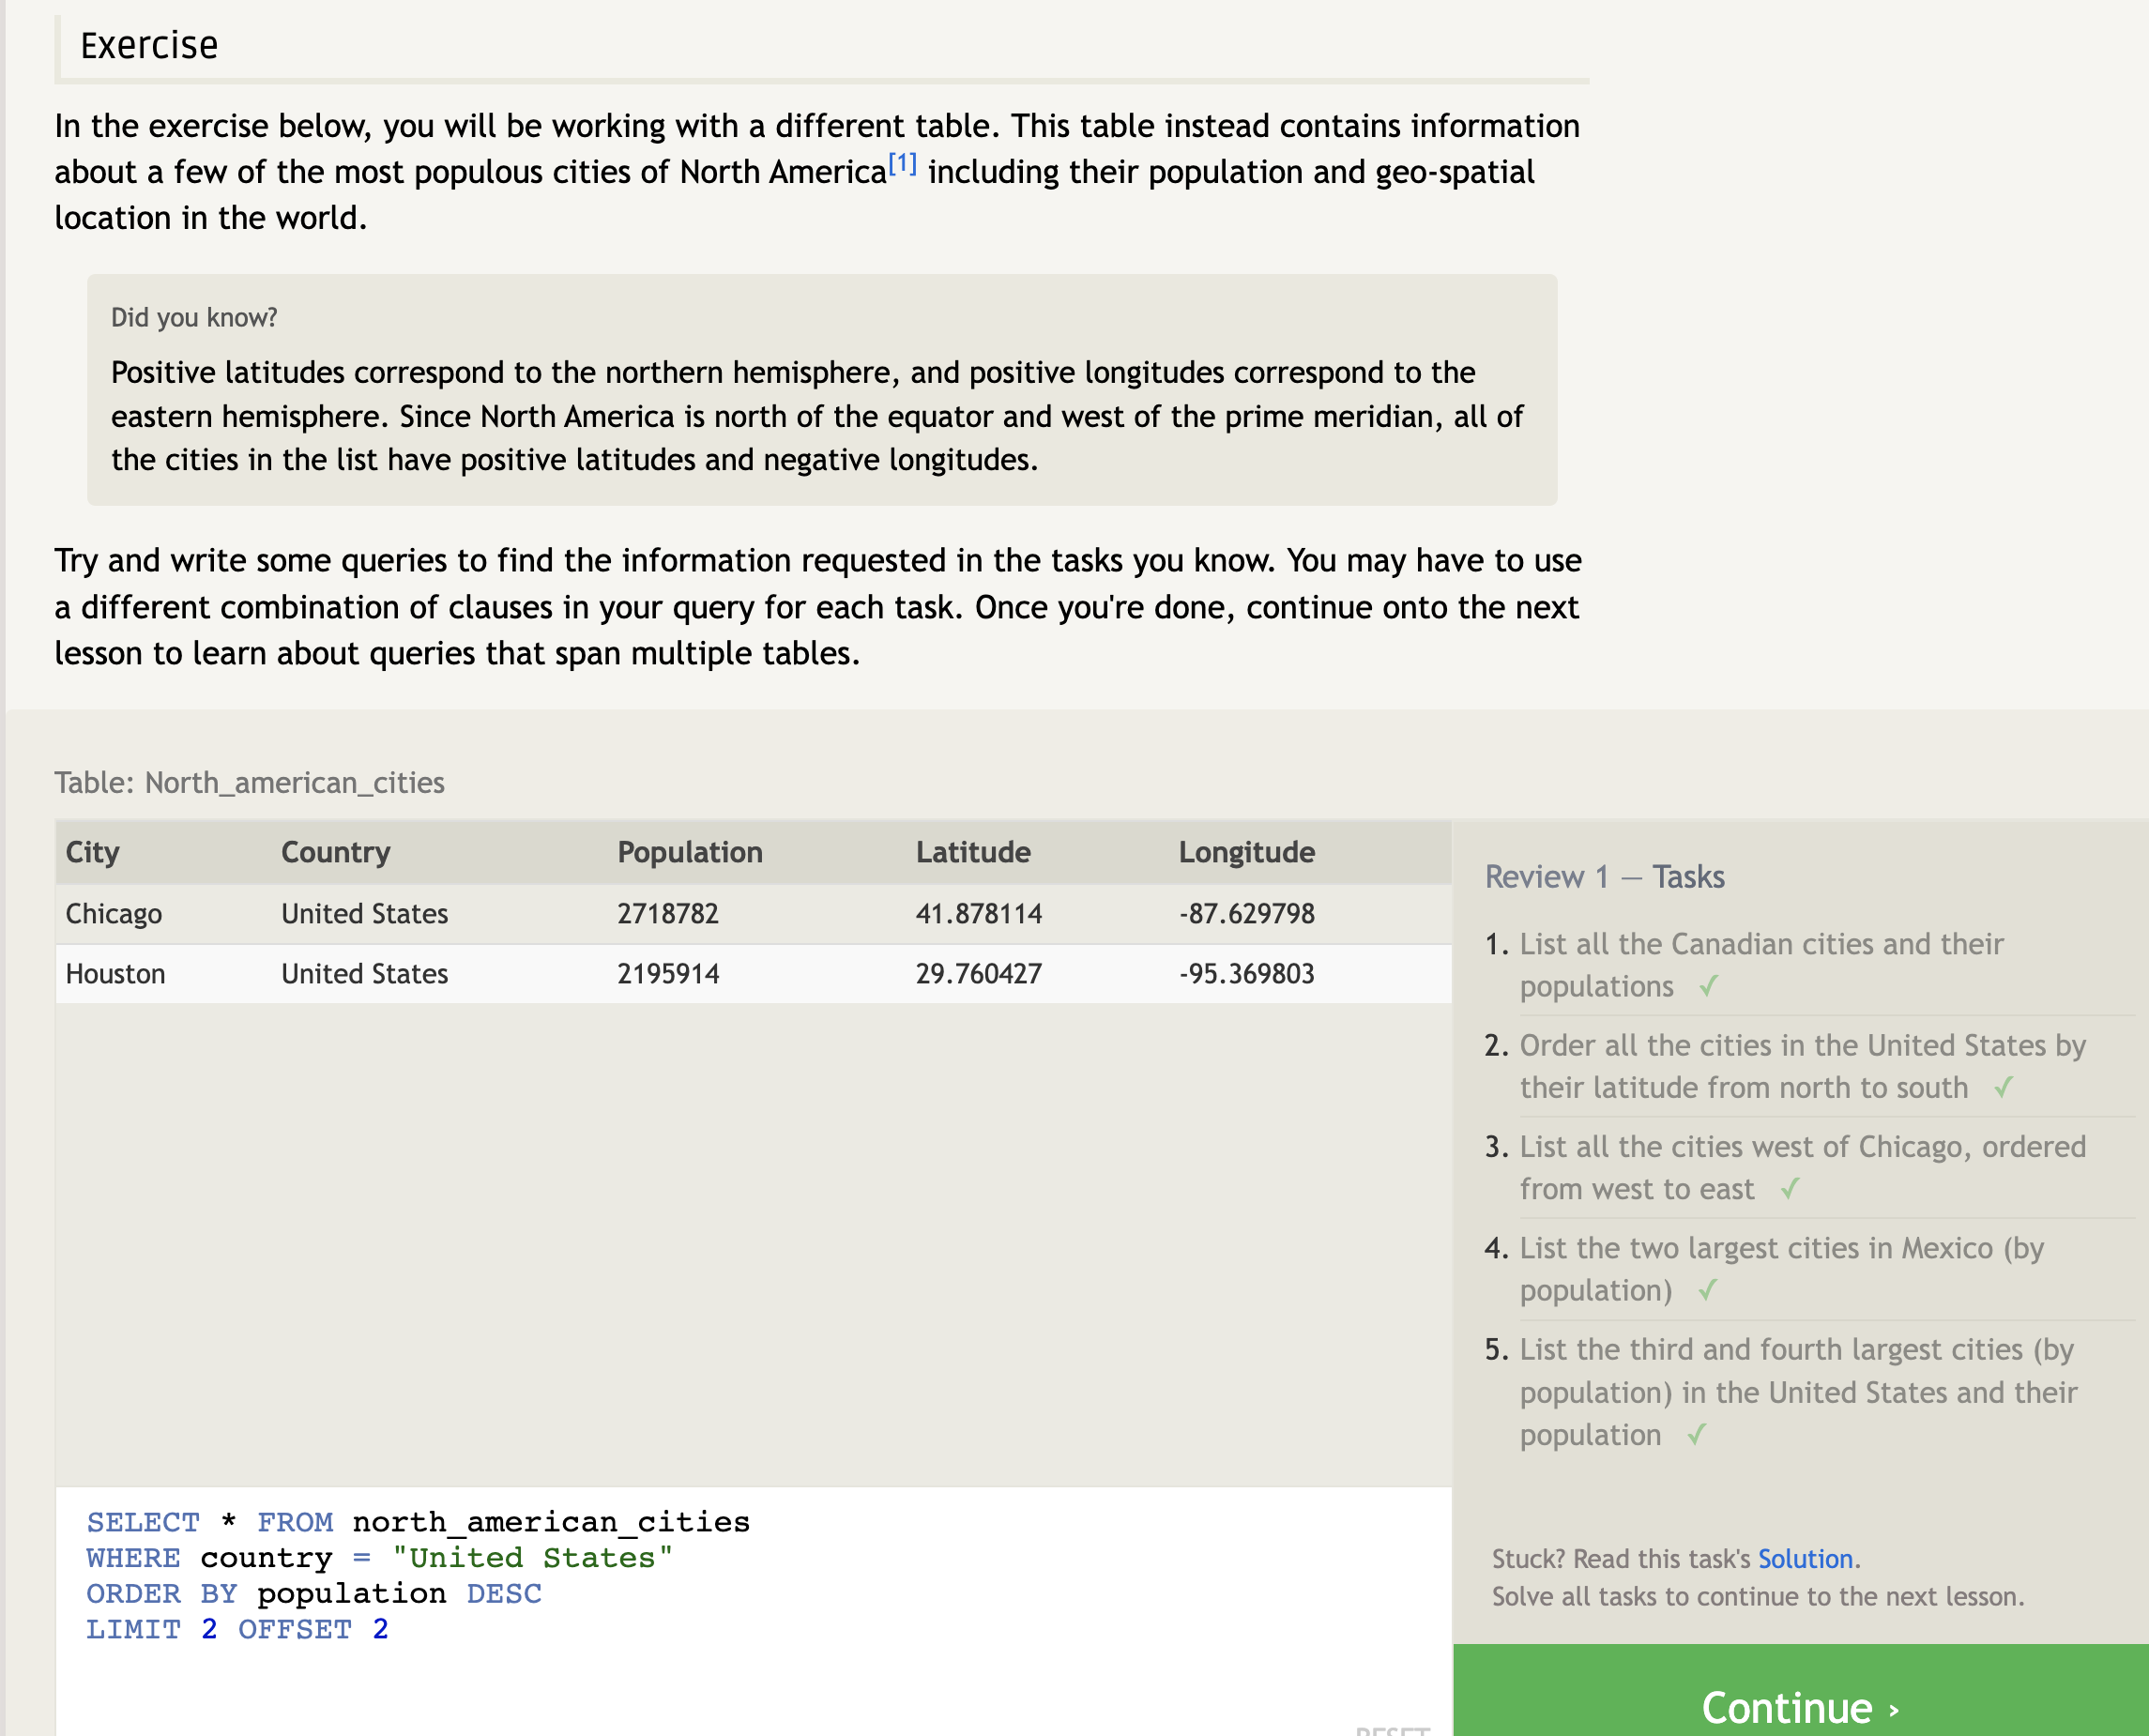 Exercise
In the exercise below, you will be working with a different table. This table instead contains information
about a few of the most populous cities of North America[1] including their population and geo-spatial
location in the world.
Did you know?
Positive latitudes correspond to the northern hemisphere, and positive longitudes correspond to the
eastern hemisphere. Since North America is north of the equator and west of the prime meridian, all of
the cities in the list have positive latitudes and negative longitudes.
Try and write some queries to find the information requested in the tasks you know. You may have to use
a different combination of clauses in your query for each task. Once you're done, continue onto the next
lesson to learn about queries that span multiple tables.
Table: North_american_cities
City Country Population Latitude Longitude
Chicago United States 2718782 41.878114 -87.629798
Houston United States 2195914 29.760427 -95.369803
SELECT * FROM north_american_cities
WHERE country = "United States"
ORDER BY population DESC
LIMIT 2 OFFSET 2
RESET
Review 1 — Tasks
1. List all the Canadian cities and their
populations ✓
2. Order all the cities in the United States by
their latitude from north to south ✓
3. List all the cities west of Chicago, ordered
from west to east ✓
4. List the two largest cities in Mexico (by
population) ✓
5. List the third and fourth largest cities (by
population) in the United States and their
population ✓
Stuck? Read this task's Solution.
Solve all tasks to continue to the next lesson.
Continue ›